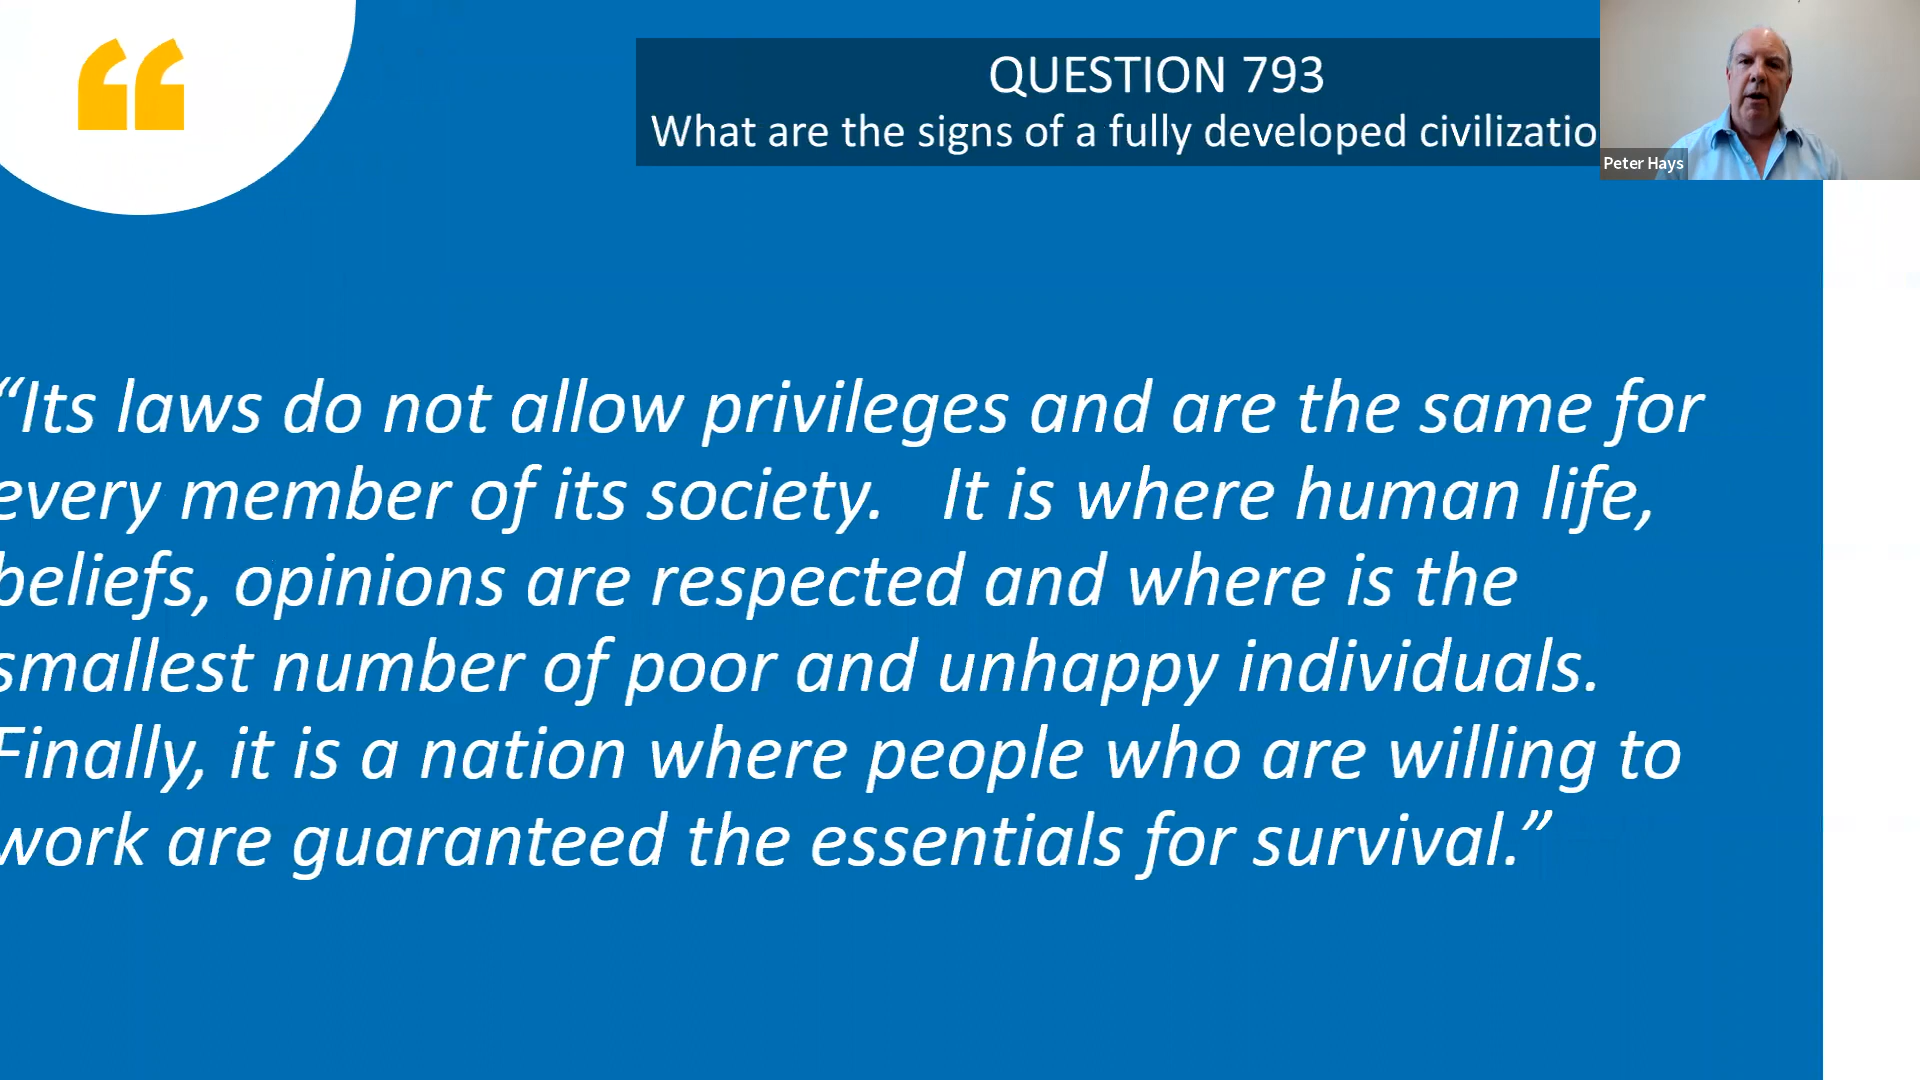 “
QUESTION 793
What are the signs of a fully developed civilizatio
Peter Hays
“Its laws do not allow privileges and are the same for
every member of its society. It is where human life,
beliefs, opinions are respected and where is the
smallest number of poor and unhappy individuals.
Finally, it is a nation where people who are willing to
work are guaranteed the essentials for survival.”